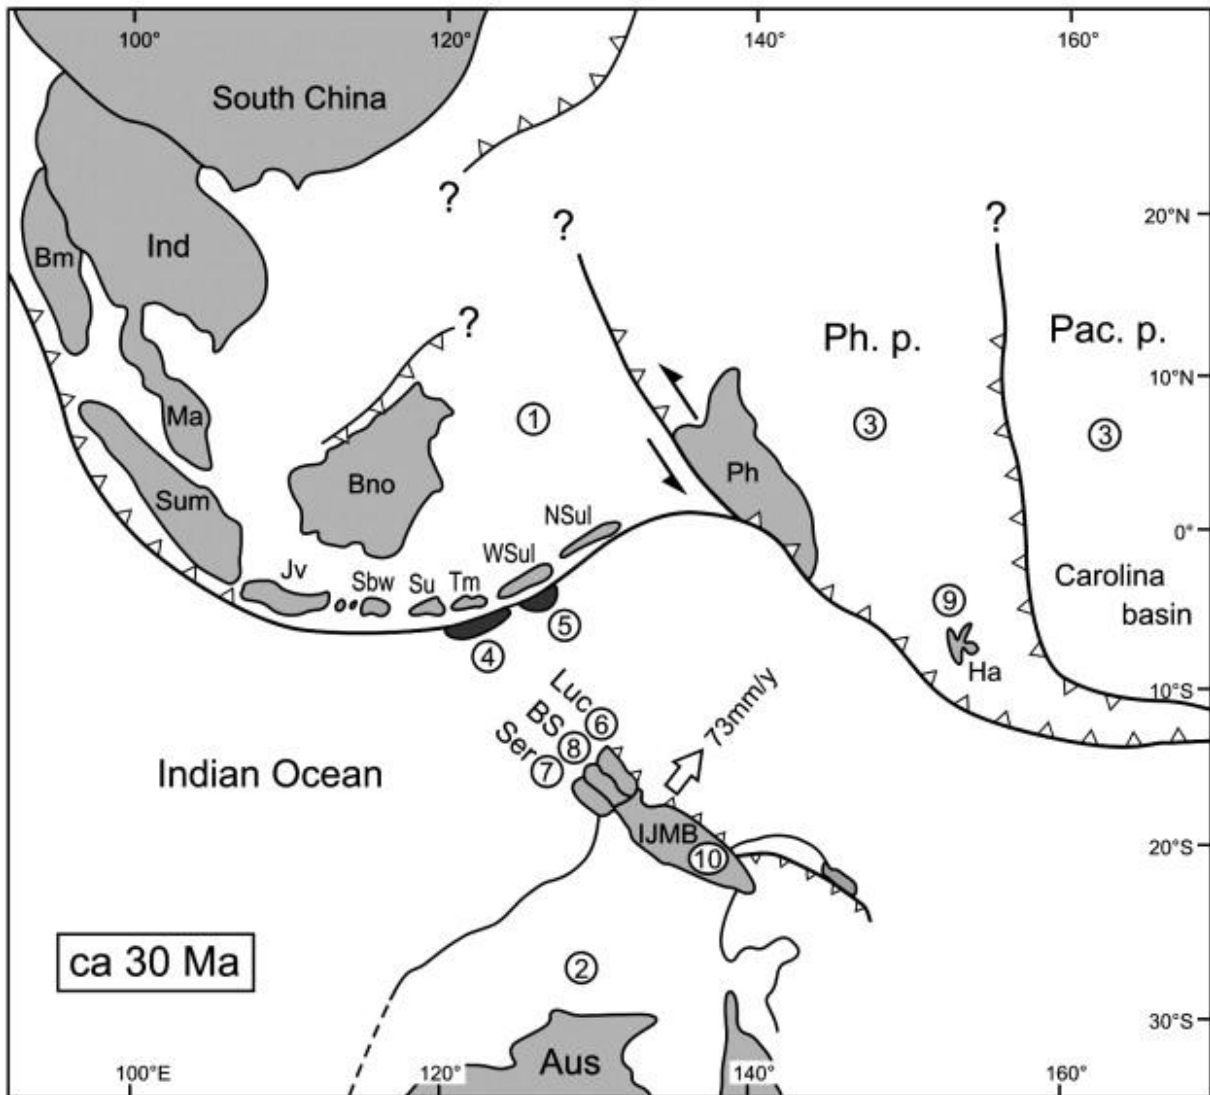 100°
120°
140°
160°
South China
?
?
?
20°N
Bm
Ind
?
Ph. p.
Pac. p.
10°N
Ma
1
3
3
Sum
Bno
Ph
NSul
0°
WSul
Jv
Sbw
Su
Tm
Carolina
basin
9
5
4
Ha
10°S
Luc 6
BS 8
Ser 7
73mm/y
Indian Ocean
IJMB
10
20°S
ca 30 Ma
2
30°S
Aus
100°E
120°
140°
160°